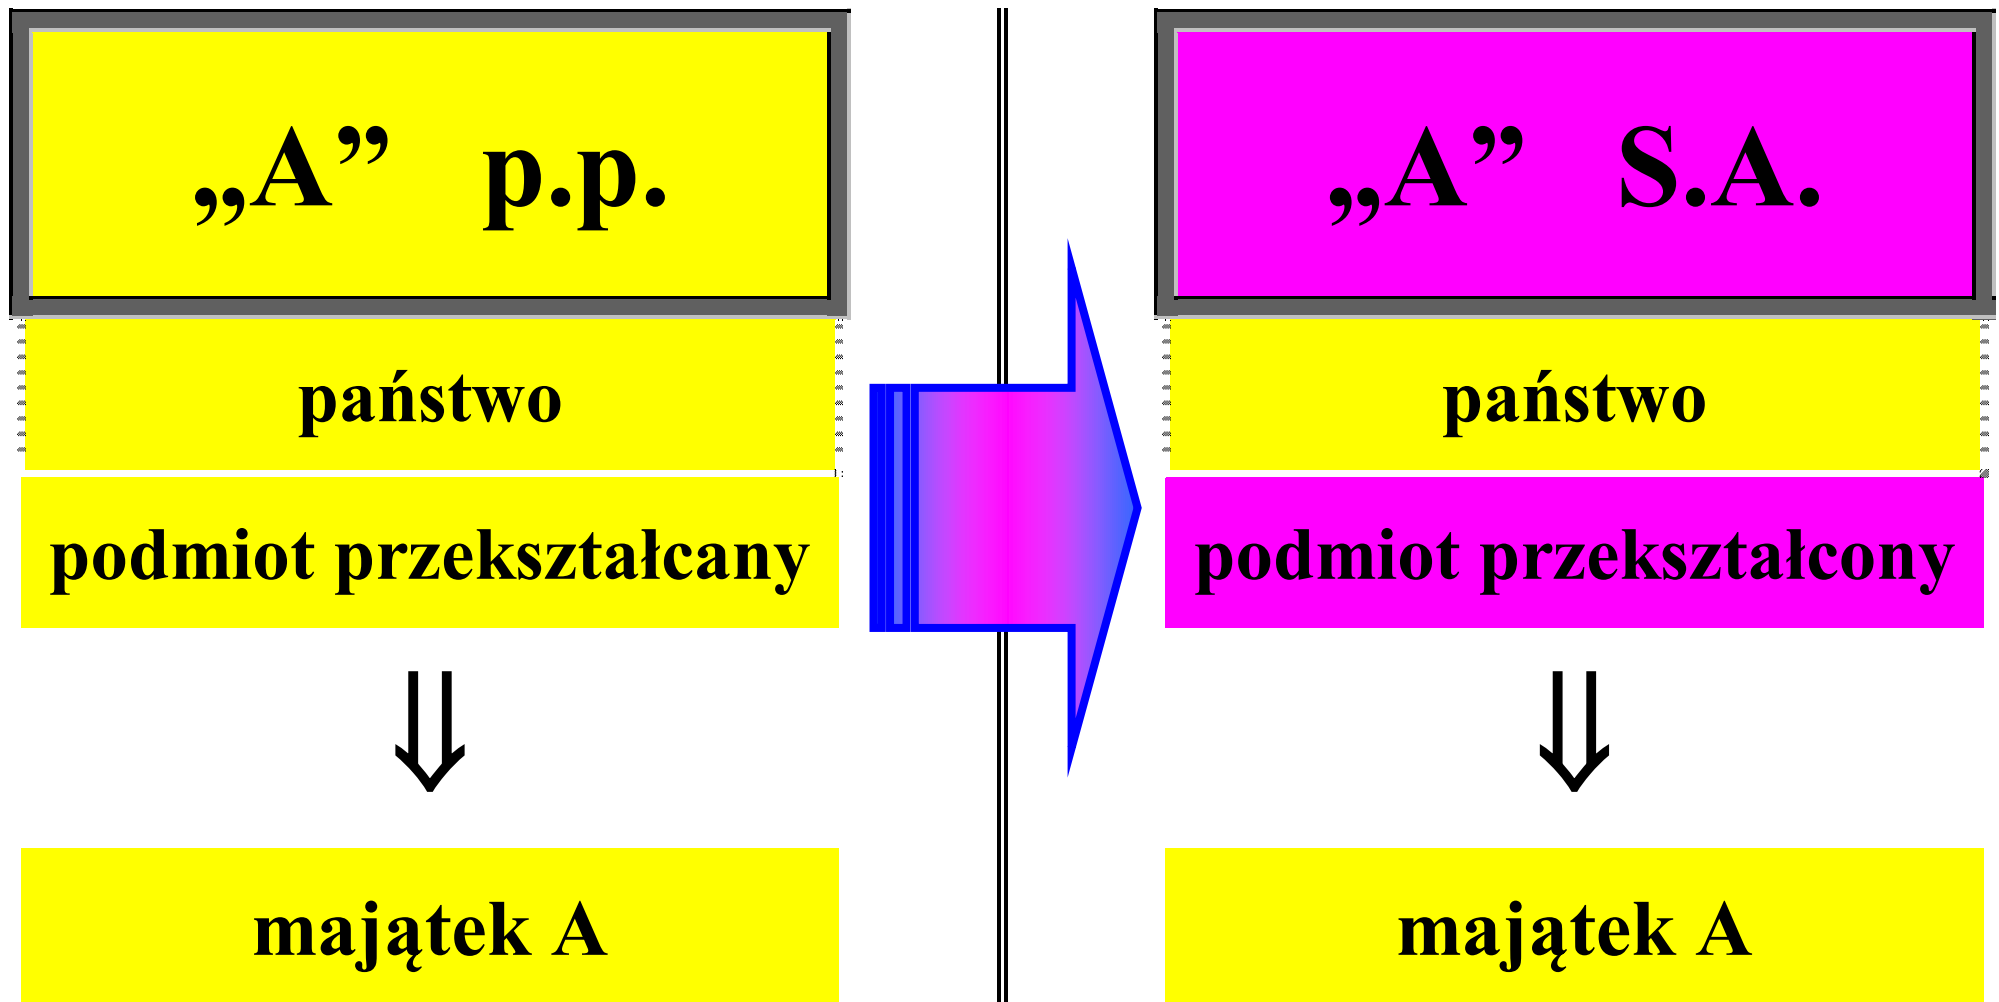 „A” p.p.
państwo
podmiot przekształcany
⇓
majątek A
„A” S.A.
państwo
podmiot przekształcony
⇓
majątek A